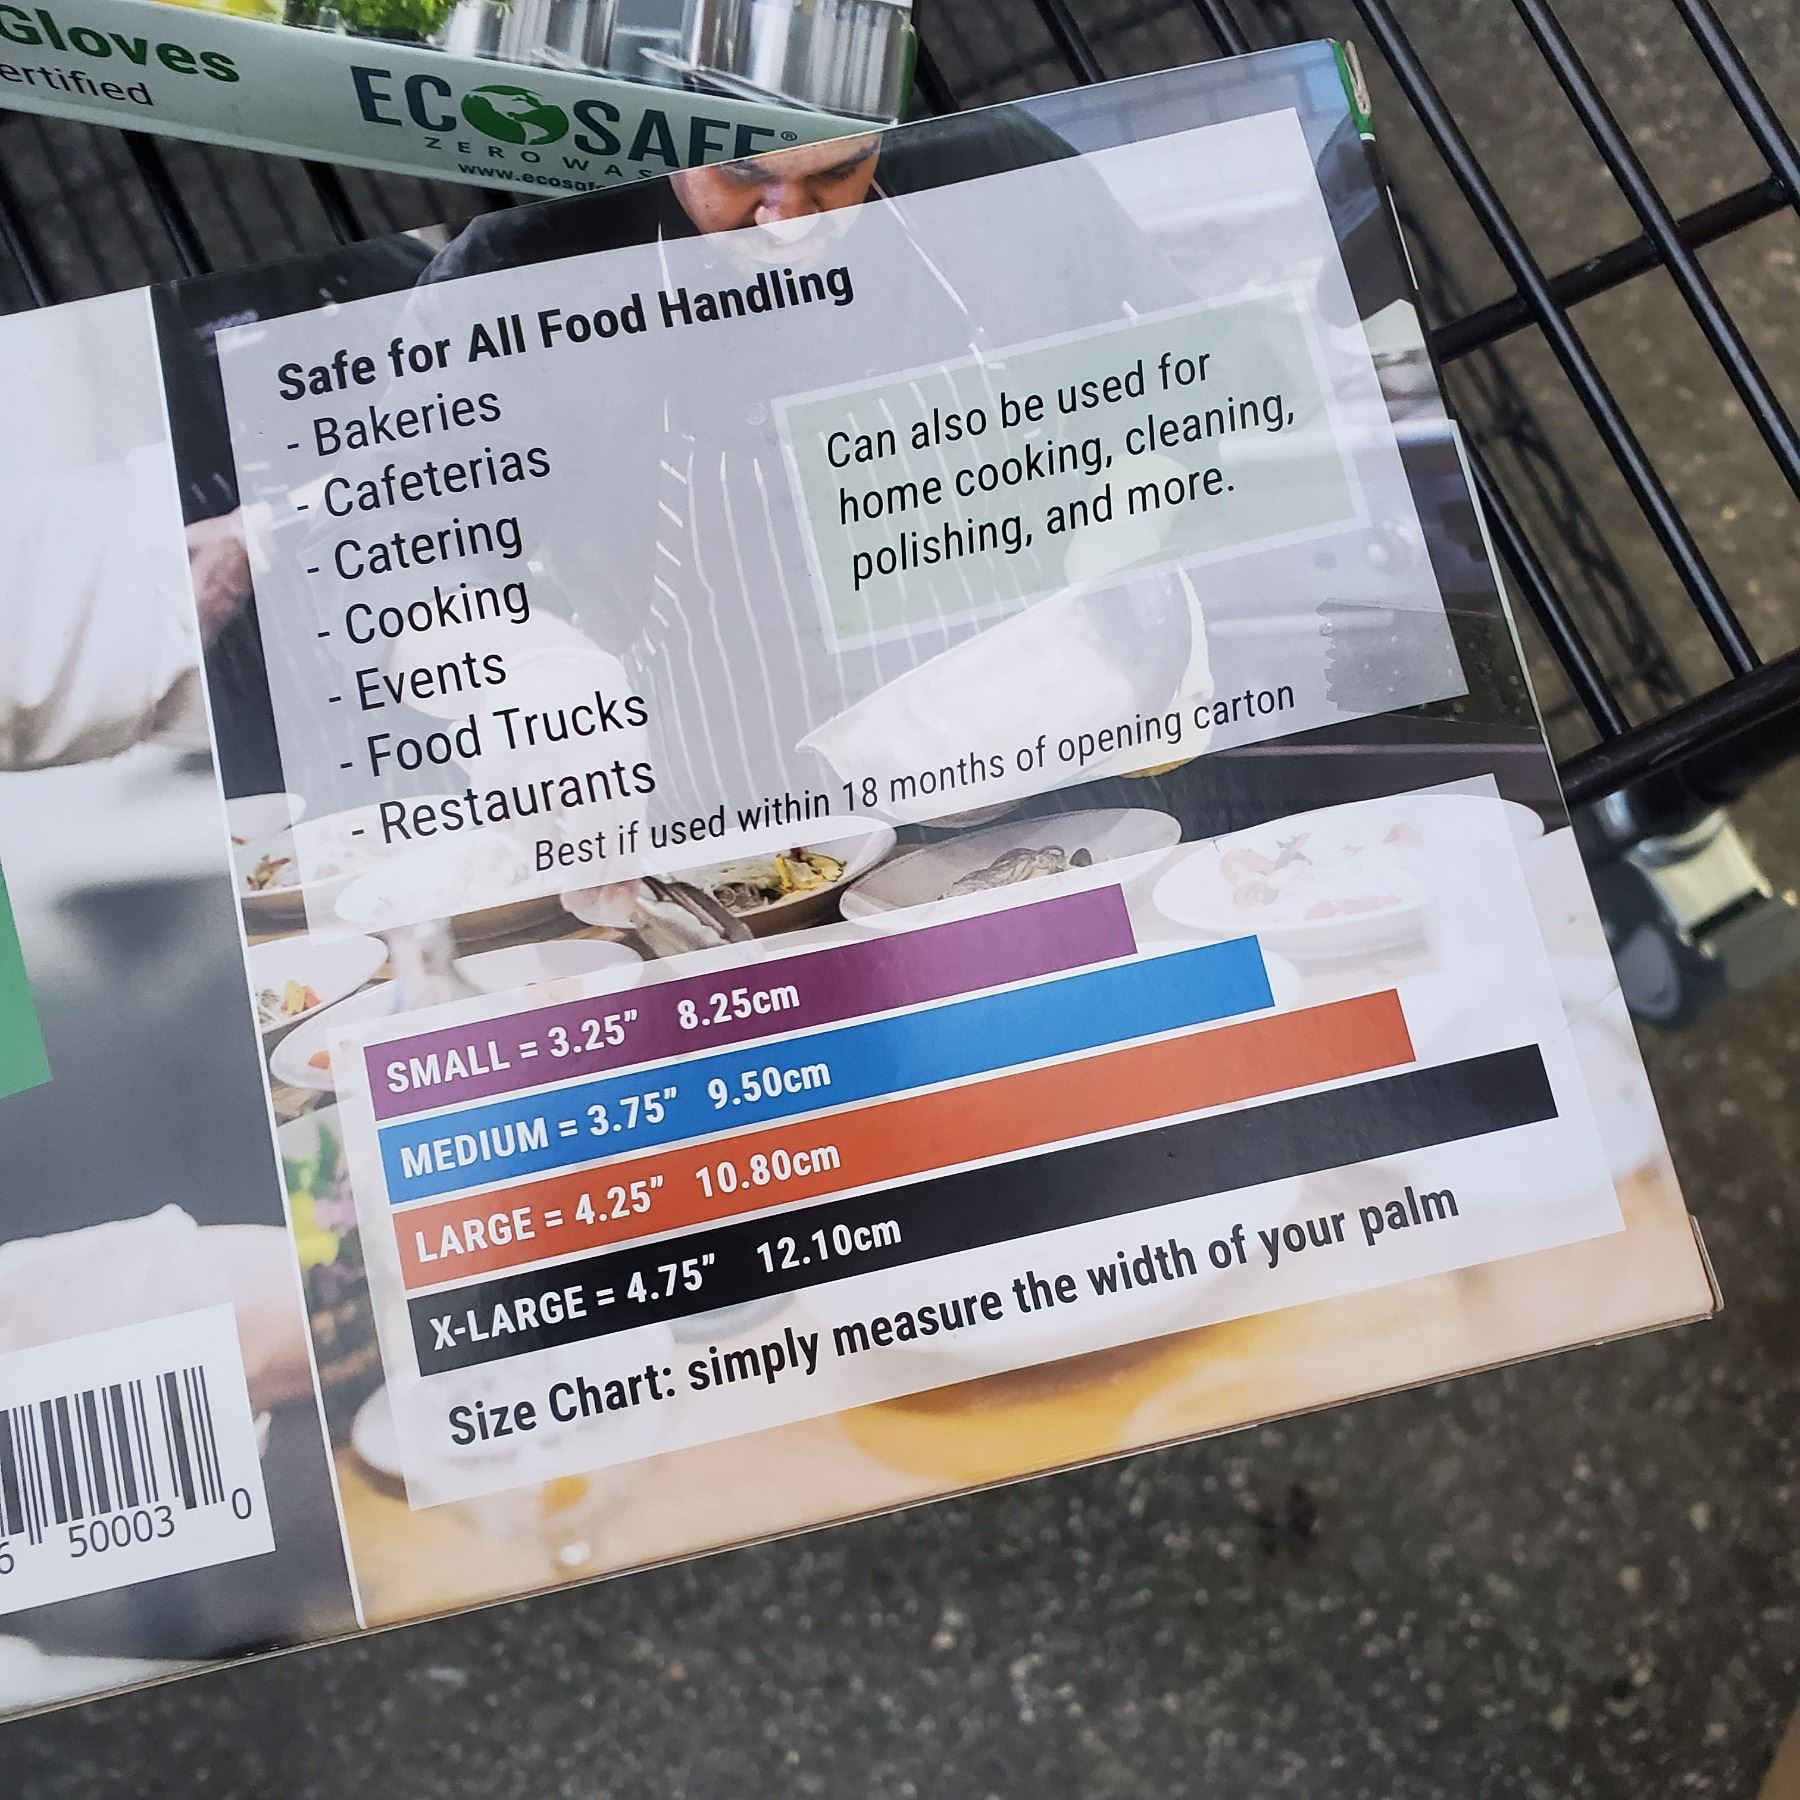 Gloves
ertified
ECOSAFE®
ZERO WAS
www.ecosaf
Safe for All Food Handling
- Bakeries
- Cafeterias
- Catering
- Cooking
- Events
- Food Trucks
- Restaurants
Can also be used for
home cooking, cleaning,
polishing, and more.
Best if used within 18 months of opening carton
SMALL = 3.25” 8.25cm
MEDIUM = 3.75” 9.50cm
LARGE = 4.25” 10.80cm
X-LARGE = 4.75” 12.10cm
Size Chart: simply measure the width of your palm
6 50003 0